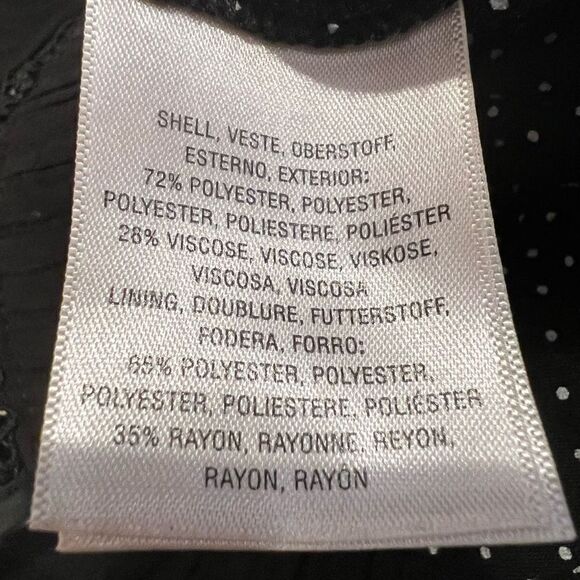 SHELL, VESTE, OBERSTOFF,
ESTERNO, EXTERIOR:
72% POLYESTER, POLYESTER,
POLYESTER, POLIESTERE, POLIÉSTER
28% VISCOSE, VISCOSE, VISKOSE,
VISCOSA, VISCOSA
LINING, DOUBLURE, FUTTERSTOFF,
FODERA, FORRO:
65% POLYESTER, POLYESTER,
POLYESTER, POLIESTERE, POLIÉSTER
35% RAYON, RAYONNE, REYON,
RAYON, RAYÓN